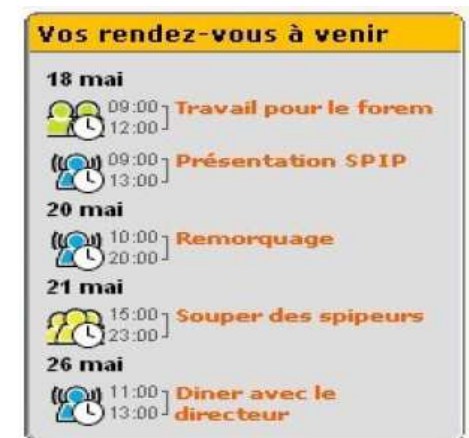 Vos rendez-vous à venir
18 mai
09:00 Travail pour le forem
12:00
09:00 Présentation SPIP
13:00
20 mai
10:00 Remorquage
20:00
21 mai
15:00 Souper des spipeurs
23:00
26 mai
11:00 Diner avec le
13:00 directeur